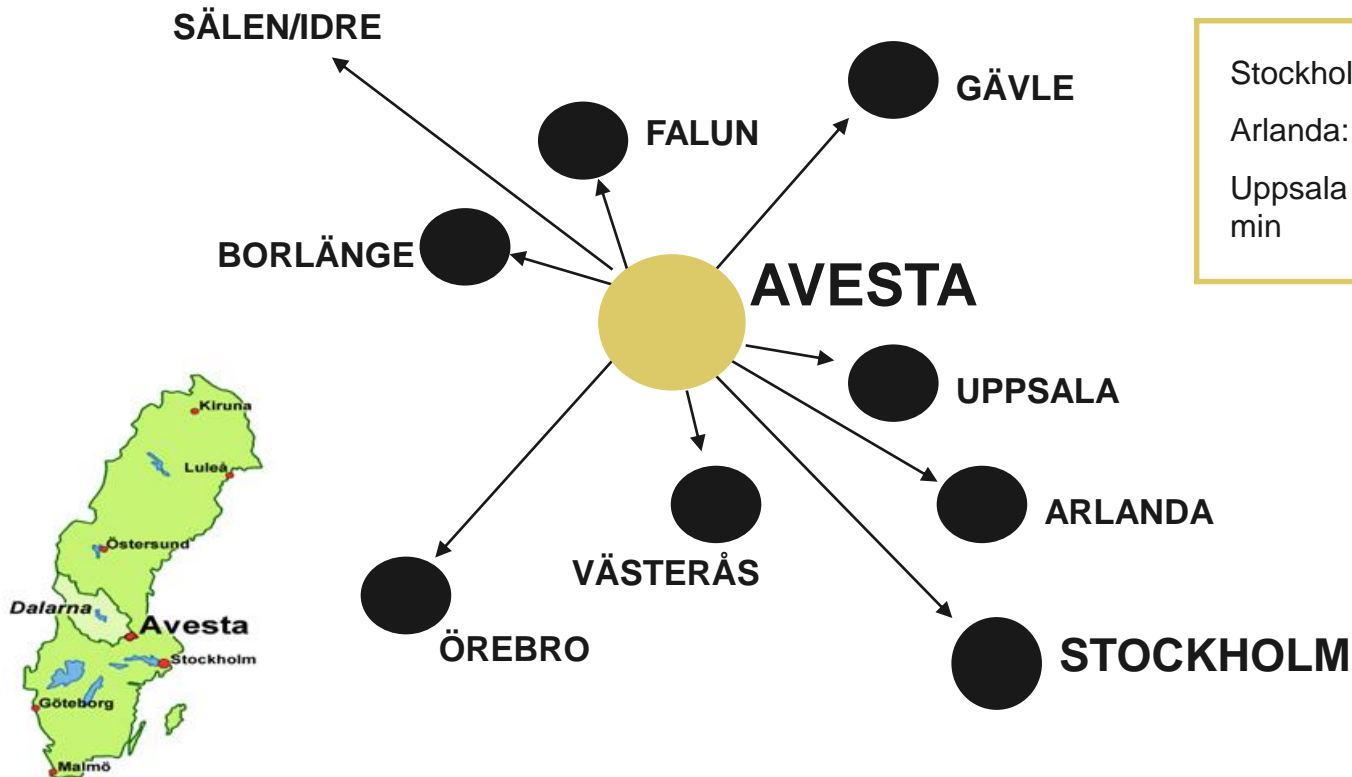 SÄLEN/IDRE
GÄVLE
FALUN
BORLÄNGE
AVESTA
UPPSALA
ARLANDA
VÄSTERÅS
ÖREBRO
STOCKHOLM
Arlanda:
Uppsala
min
Kiruna
Luleå
Östersund
Dalarna
Avesta
Stockholm
Göteborg
Malmö